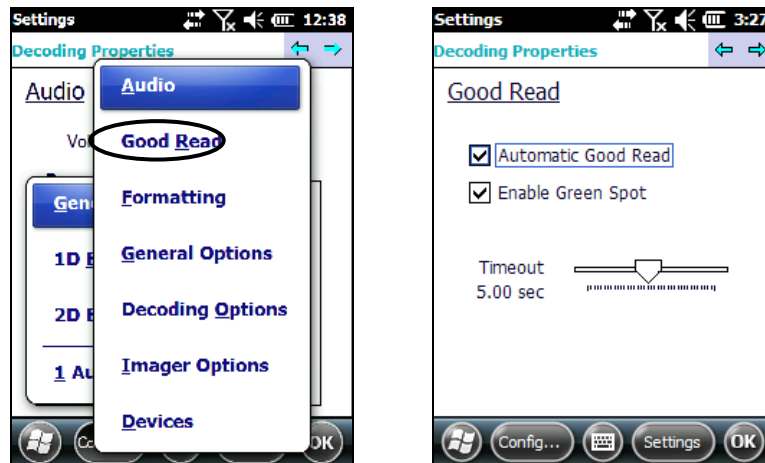 Settings 12:38
Decoding Properties
Audio
Audio
Good Read
Formatting
General Options
Decoding Options
Imager Options
Devices
1D
2D
1
OK
Settings 3:27
Decoding Properties
Good Read
Automatic Good Read
Enable Green Spot
Timeout
5.00 sec
Config...
Settings
OK